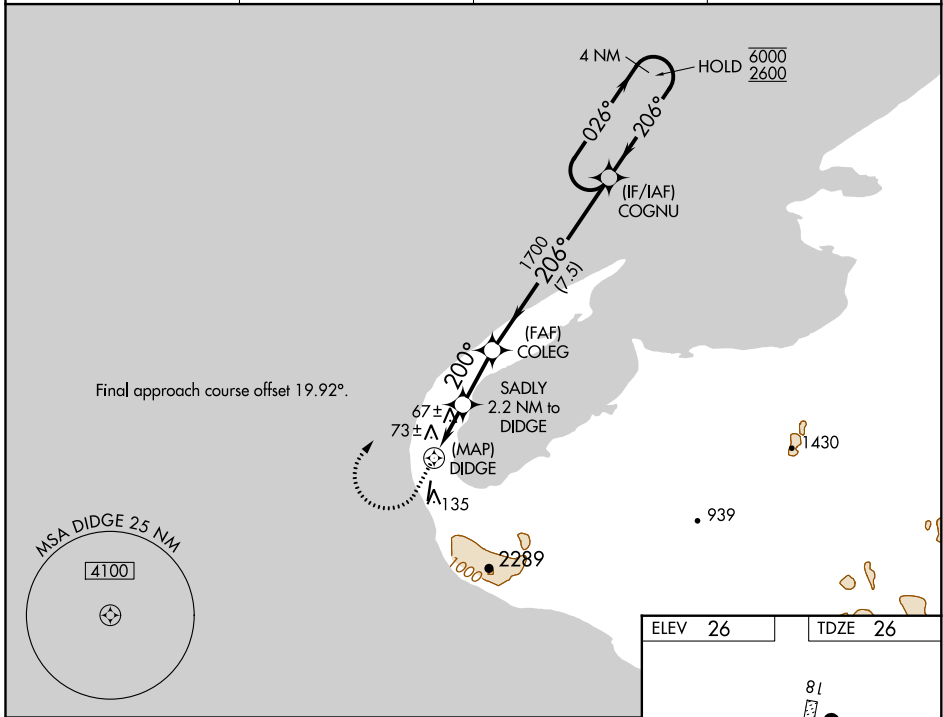 4 NM
HOLD 6000
2600
026°
206°
(IF/IAF)
COGNU
1700
206°
(7.5)
(FAF)
COLEG
200°
SADLY
2.2 NM to
DIDGE
Final approach course offset 19.92°.
67±
73±
(MAP)
DIDGE
135
1430
939
2289
1000
MSA DIDGE 25 NM
4100
ELEV 26
TDZE 26
18